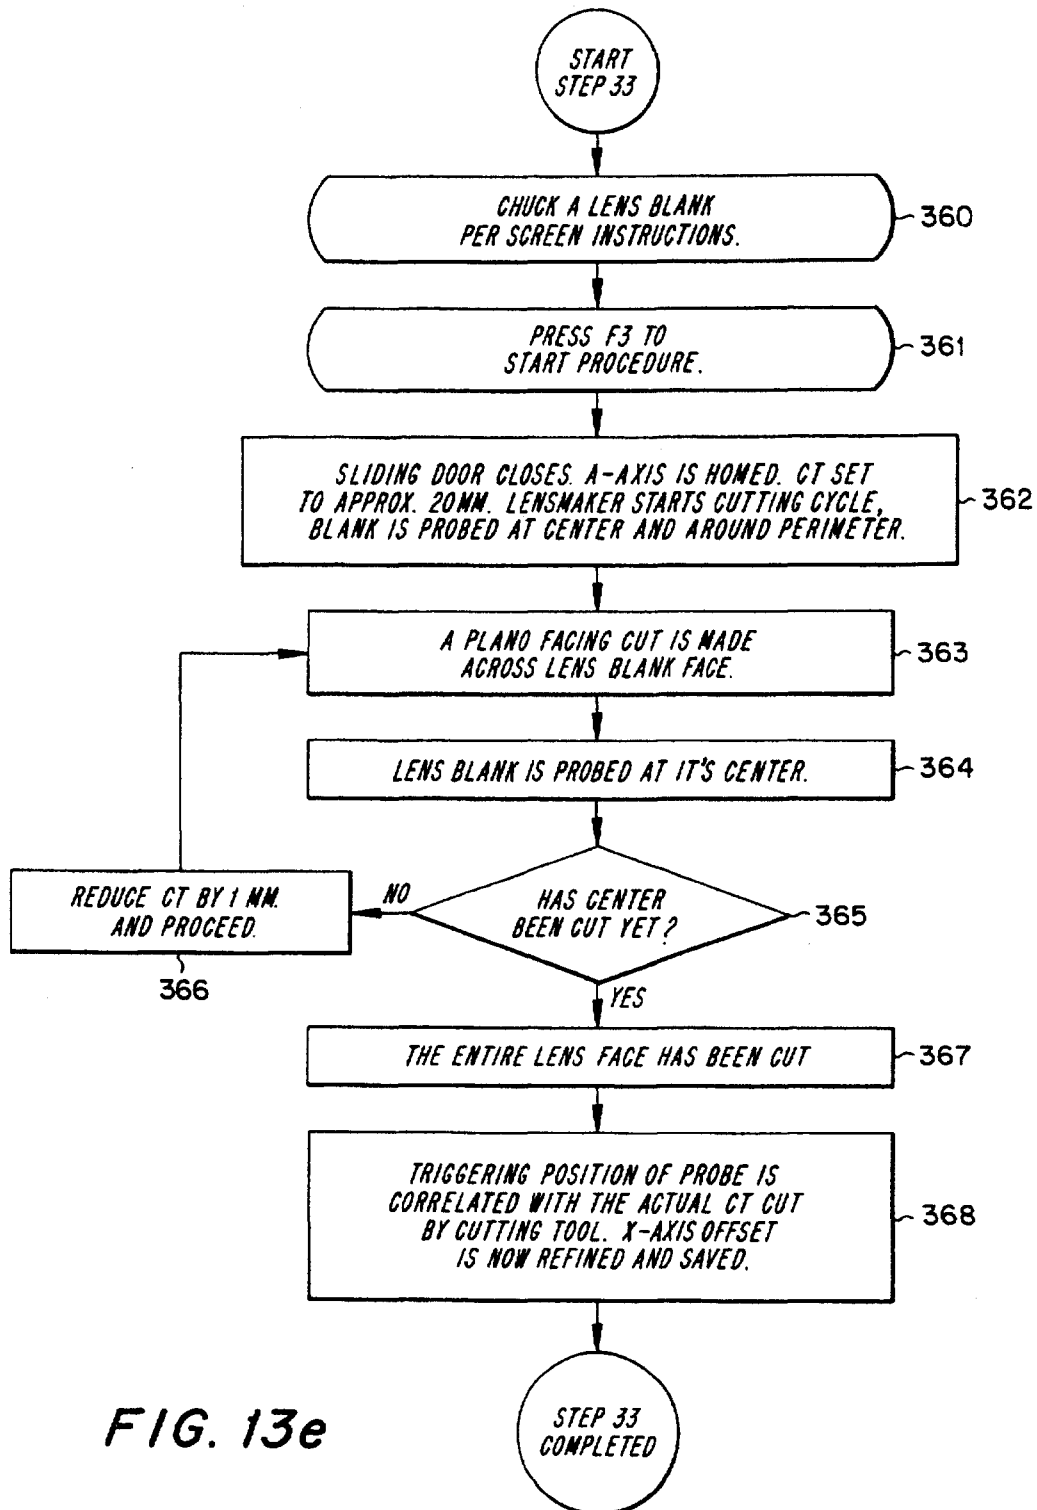 START
STEP 33
CHUCK A LENS BLANK
PER SCREEN INSTRUCTIONS.
360
PRESS F3 TO
START PROCEDURE.
361
SLIDING DOOR CLOSES. A-AXIS IS HOMED. CT SET
TO APPROX. 20MM. LENSMAKER STARTS CUTTING CYCLE,
BLANK IS PROBED AT CENTER AND AROUND PERIMETER.
362
A PLANO FACING CUT IS MADE
ACROSS LENS BLANK FACE.
363
LENS BLANK IS PROBED AT IT'S CENTER.
364
HAS CENTER
BEEN CUT YET?
365
NO
REDUCE CT BY 1 MM.
AND PROCEED.
366
YES
THE ENTIRE LENS FACE HAS BEEN CUT
367
TRIGGERING POSITION OF PROBE IS
CORRELATED WITH THE ACTUAL CT CUT
BY CUTTING TOOL. X-AXIS OFFSET
IS NOW REFINED AND SAVED.
368
STEP 33
COMPLETED
FIG. 13e